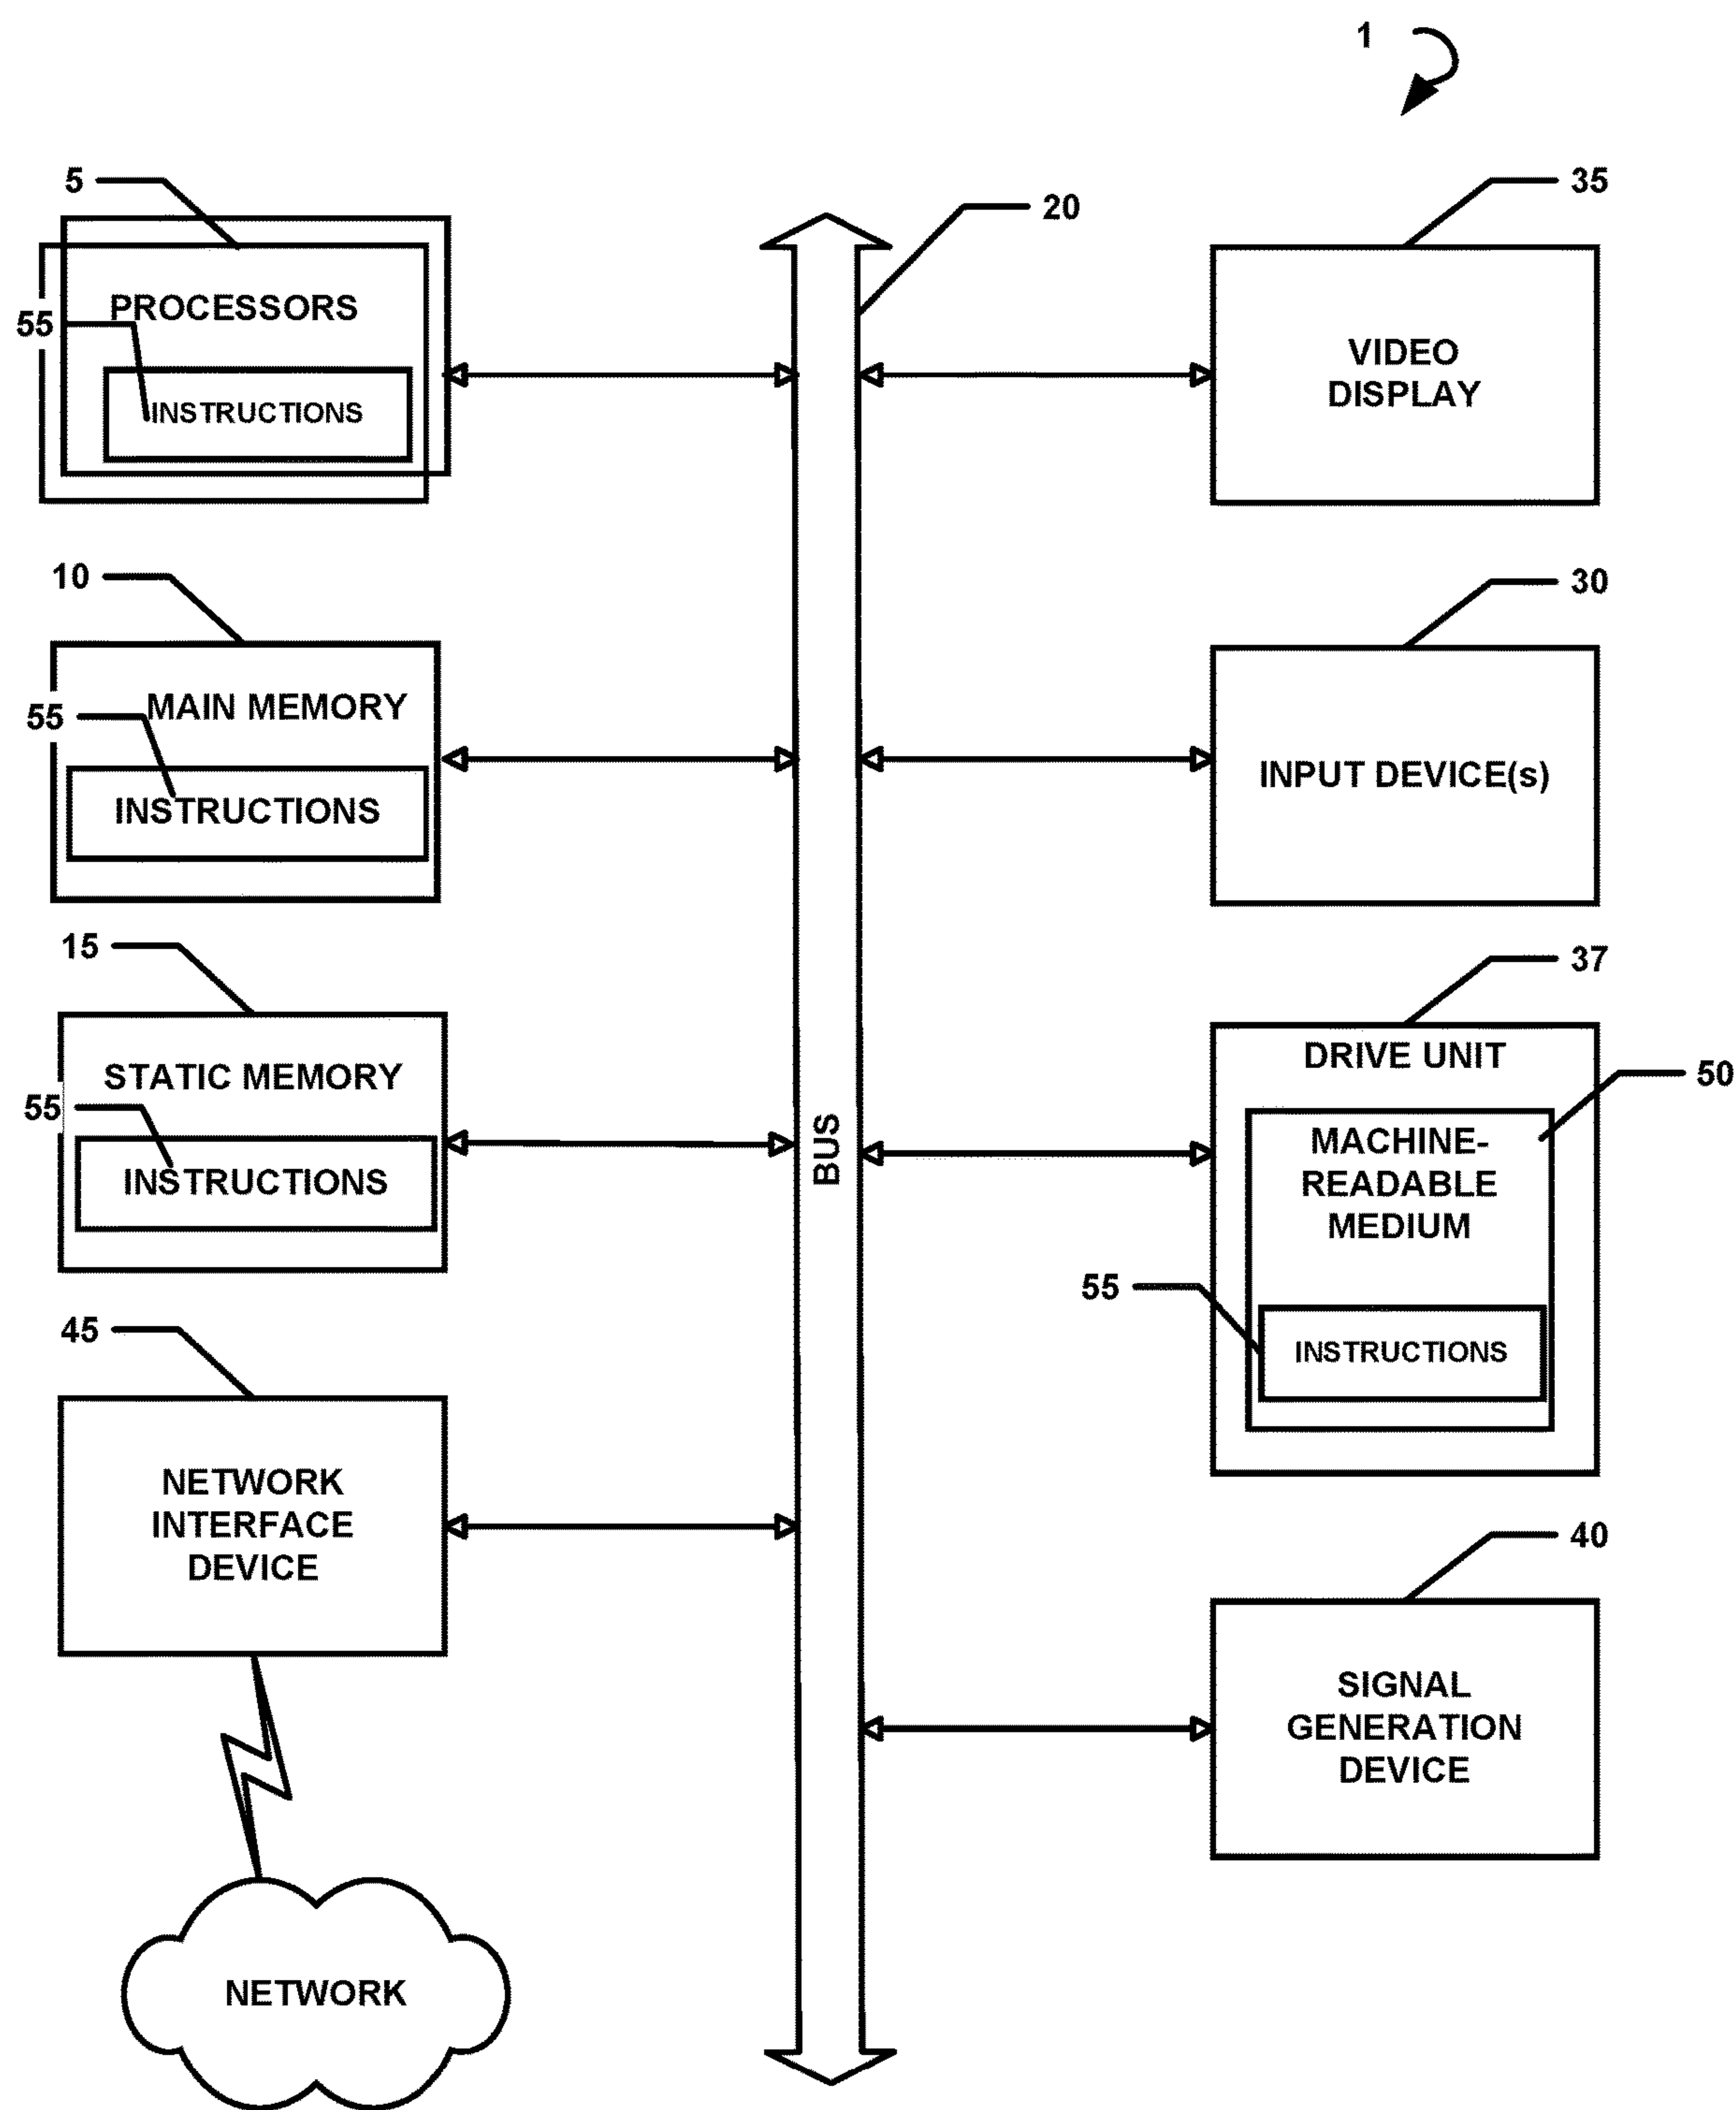 1
5
PROCESSORS
55
INSTRUCTIONS
10
MAIN MEMORY
55
INSTRUCTIONS
15
STATIC MEMORY
55
INSTRUCTIONS
45
NETWORK
INTERFACE
DEVICE
NETWORK
20
BUS
35
VIDEO
DISPLAY
30
INPUT DEVICE(s)
37
DRIVE UNIT
50
MACHINE-
READABLE
MEDIUM
55
INSTRUCTIONS
40
SIGNAL
GENERATION
DEVICE